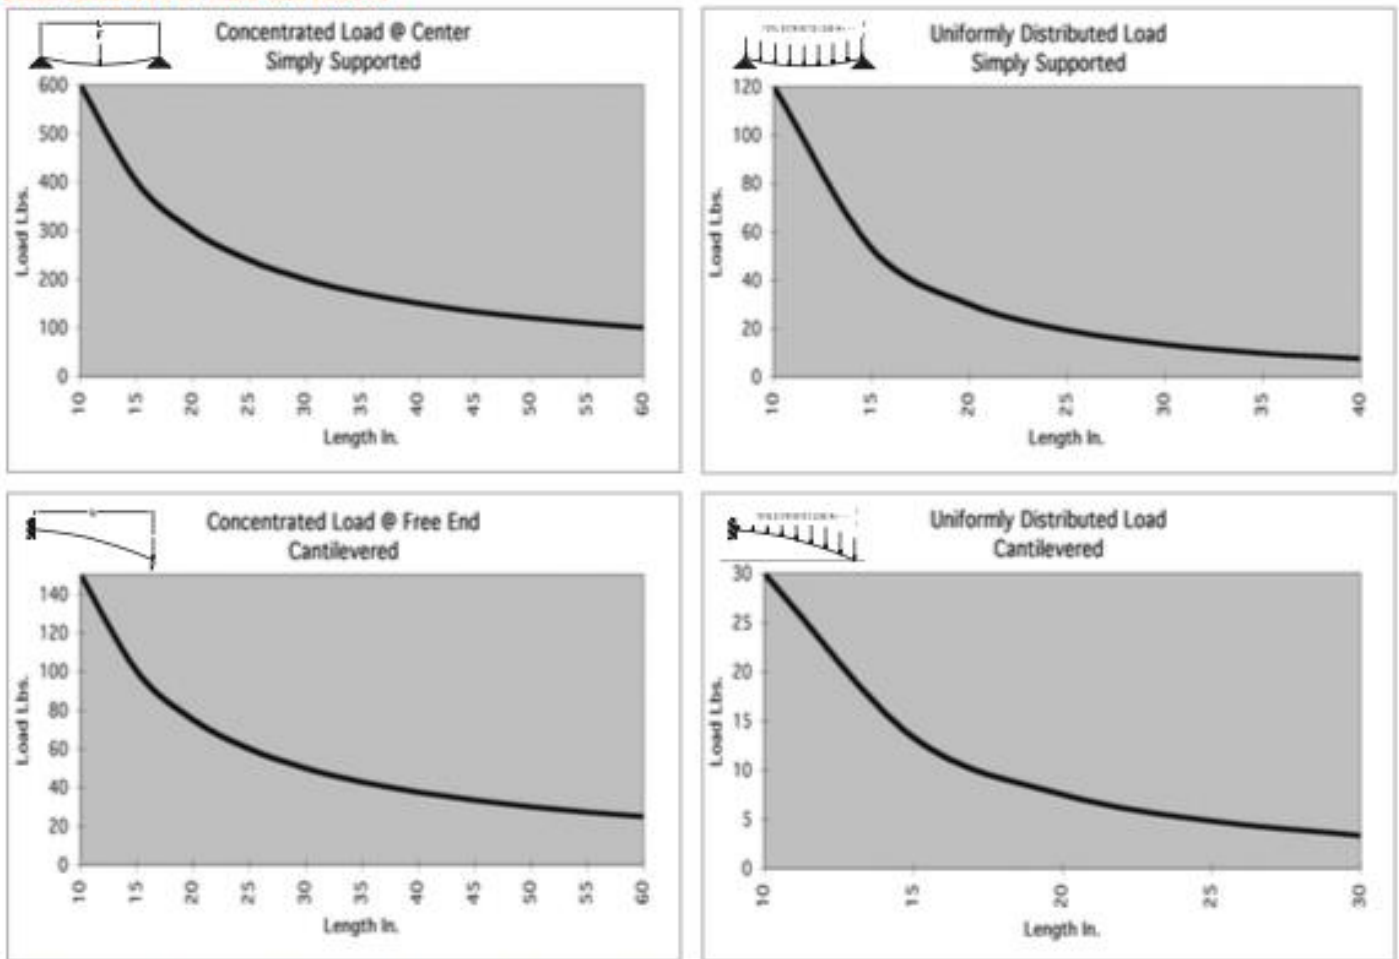 Concentrated Load @ Center
Simply Supported
600
500
400
300
200
100
0
Load Lbs.
10 15 20 25 30 35 40 45 50 55 60
Length In.
Uniformly Distributed Load
Simply Supported
120
100
80
60
40
20
0
Load Lbs.
10 15 20 25 30 35 40
Length In.
Concentrated Load @ Free End
Cantilevered
140
120
100
80
60
40
20
0
Load Lbs.
10 15 20 25 30 35 40 45 50 55 60
Length In.
Uniformly Distributed Load
Cantilevered
30
25
20
15
10
5
0
Load Lbs.
10 15 20 25 30
Length In.